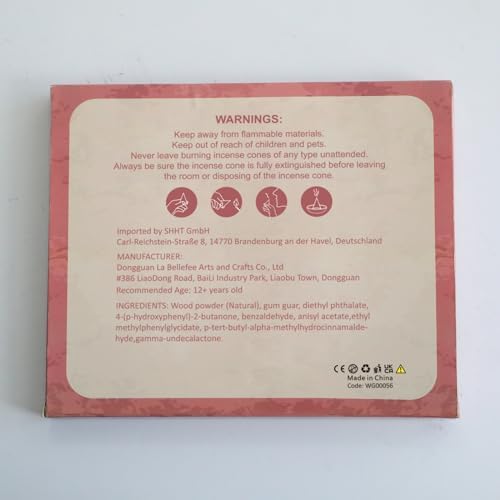 WARNINGS:
Keep away from flammable materials.
Keep out of reach of children and pets.
Never leave burning incense cones of any type unattended.
Always be sure the incense cone is fully extinguished before leaving
the room or disposing of the incense cone.
Imported by SHHT GmbH
Carl-Reichstein-Straße 8, 14770 Brandenburg an der Havel, Deutschland
MANUFACTURER:
Dongguan La Bellefee Arts and Crafts Co., Ltd
#386 LiaoDong Road, BaiLi Industry Park, Liaobu Town, Dongguan
Recommended Age: 12+ years old
INGREDIENTS: Wood powder (Natural), gum guar, diethyl phthalate,
4-(p-hydroxyphenyl)-2-butanone, benzaldehyde, anisyl acetate,ethyl
methylphenylglycidate, p-tert-butyl-alpha-methylhydrocinnamalde-
hyde,gamma-undecalactone.
CE
Made in China
Code: WG00056